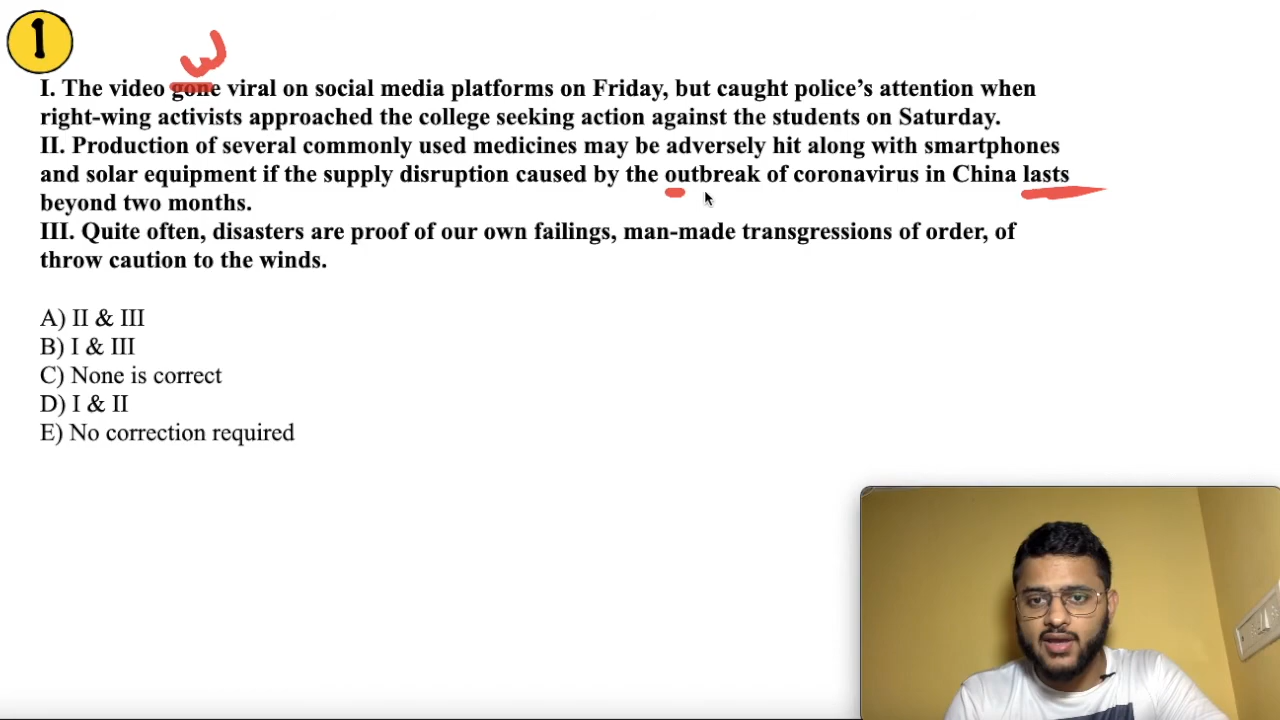 1
w
I. The video gone viral on social media platforms on Friday, but caught police’s attention when
right-wing activists approached the college seeking action against the students on Saturday.
II. Production of several commonly used medicines may be adversely hit along with smartphones
and solar equipment if the supply disruption caused by the outbreak of coronavirus in China lasts
beyond two months.
III. Quite often, disasters are proof of our own failings, man-made transgressions of order, of
throw caution to the winds.
A) II & III
B) I & III
C) None is correct
D) I & II
E) No correction required